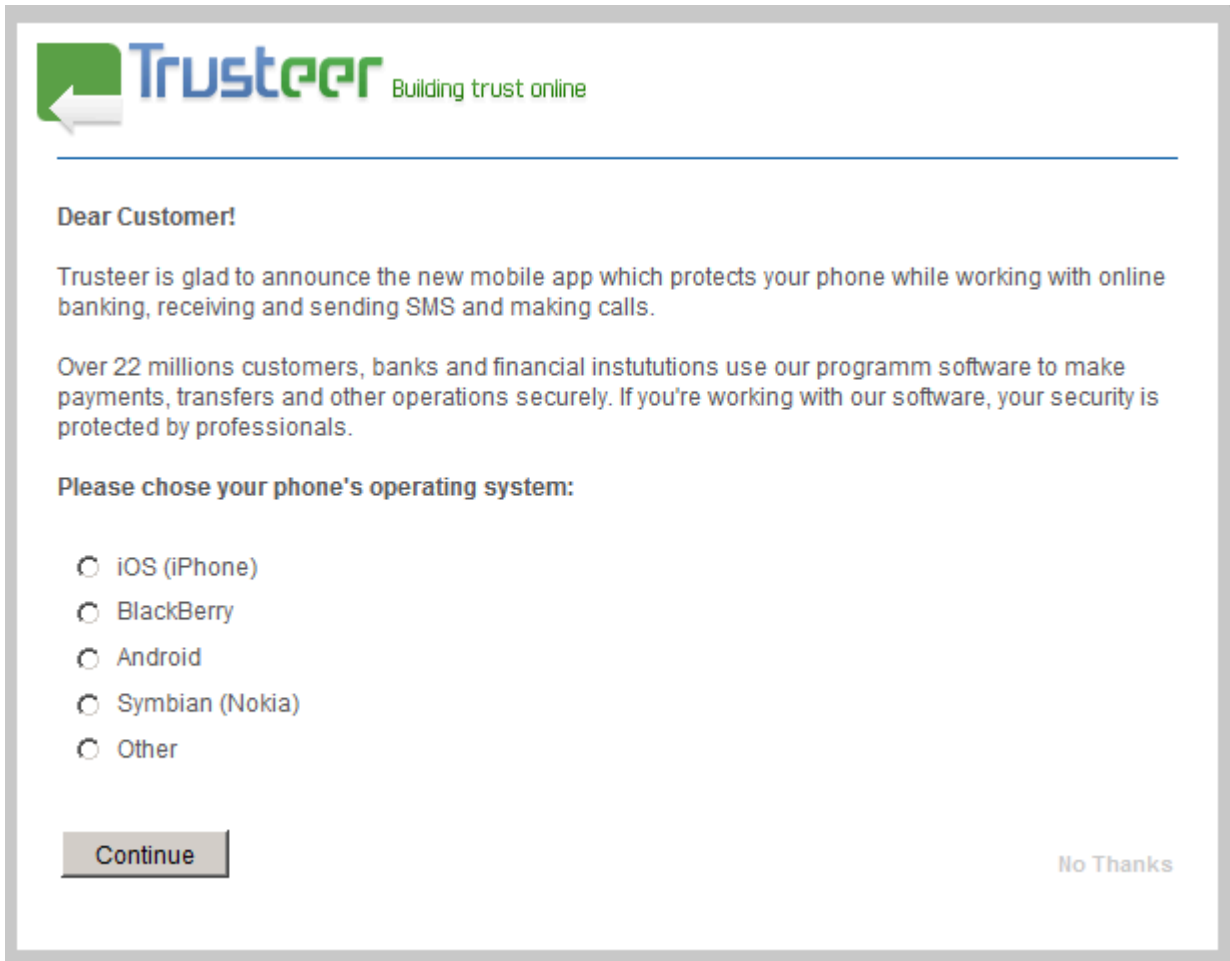 Trusteer Building trust online
Dear Customer!
Trusteer is glad to announce the new mobile app which protects your phone while working with online
banking, receiving and sending SMS and making calls.
Over 22 millions customers, banks and financial instututions use our programm software to make
payments, transfers and other operations securely. If you're working with our software, your security is
protected by professionals.
Please chose your phone's operating system:
iOS (iPhone)
BlackBerry
Android
Symbian (Nokia)
Other
Continue
No Thanks